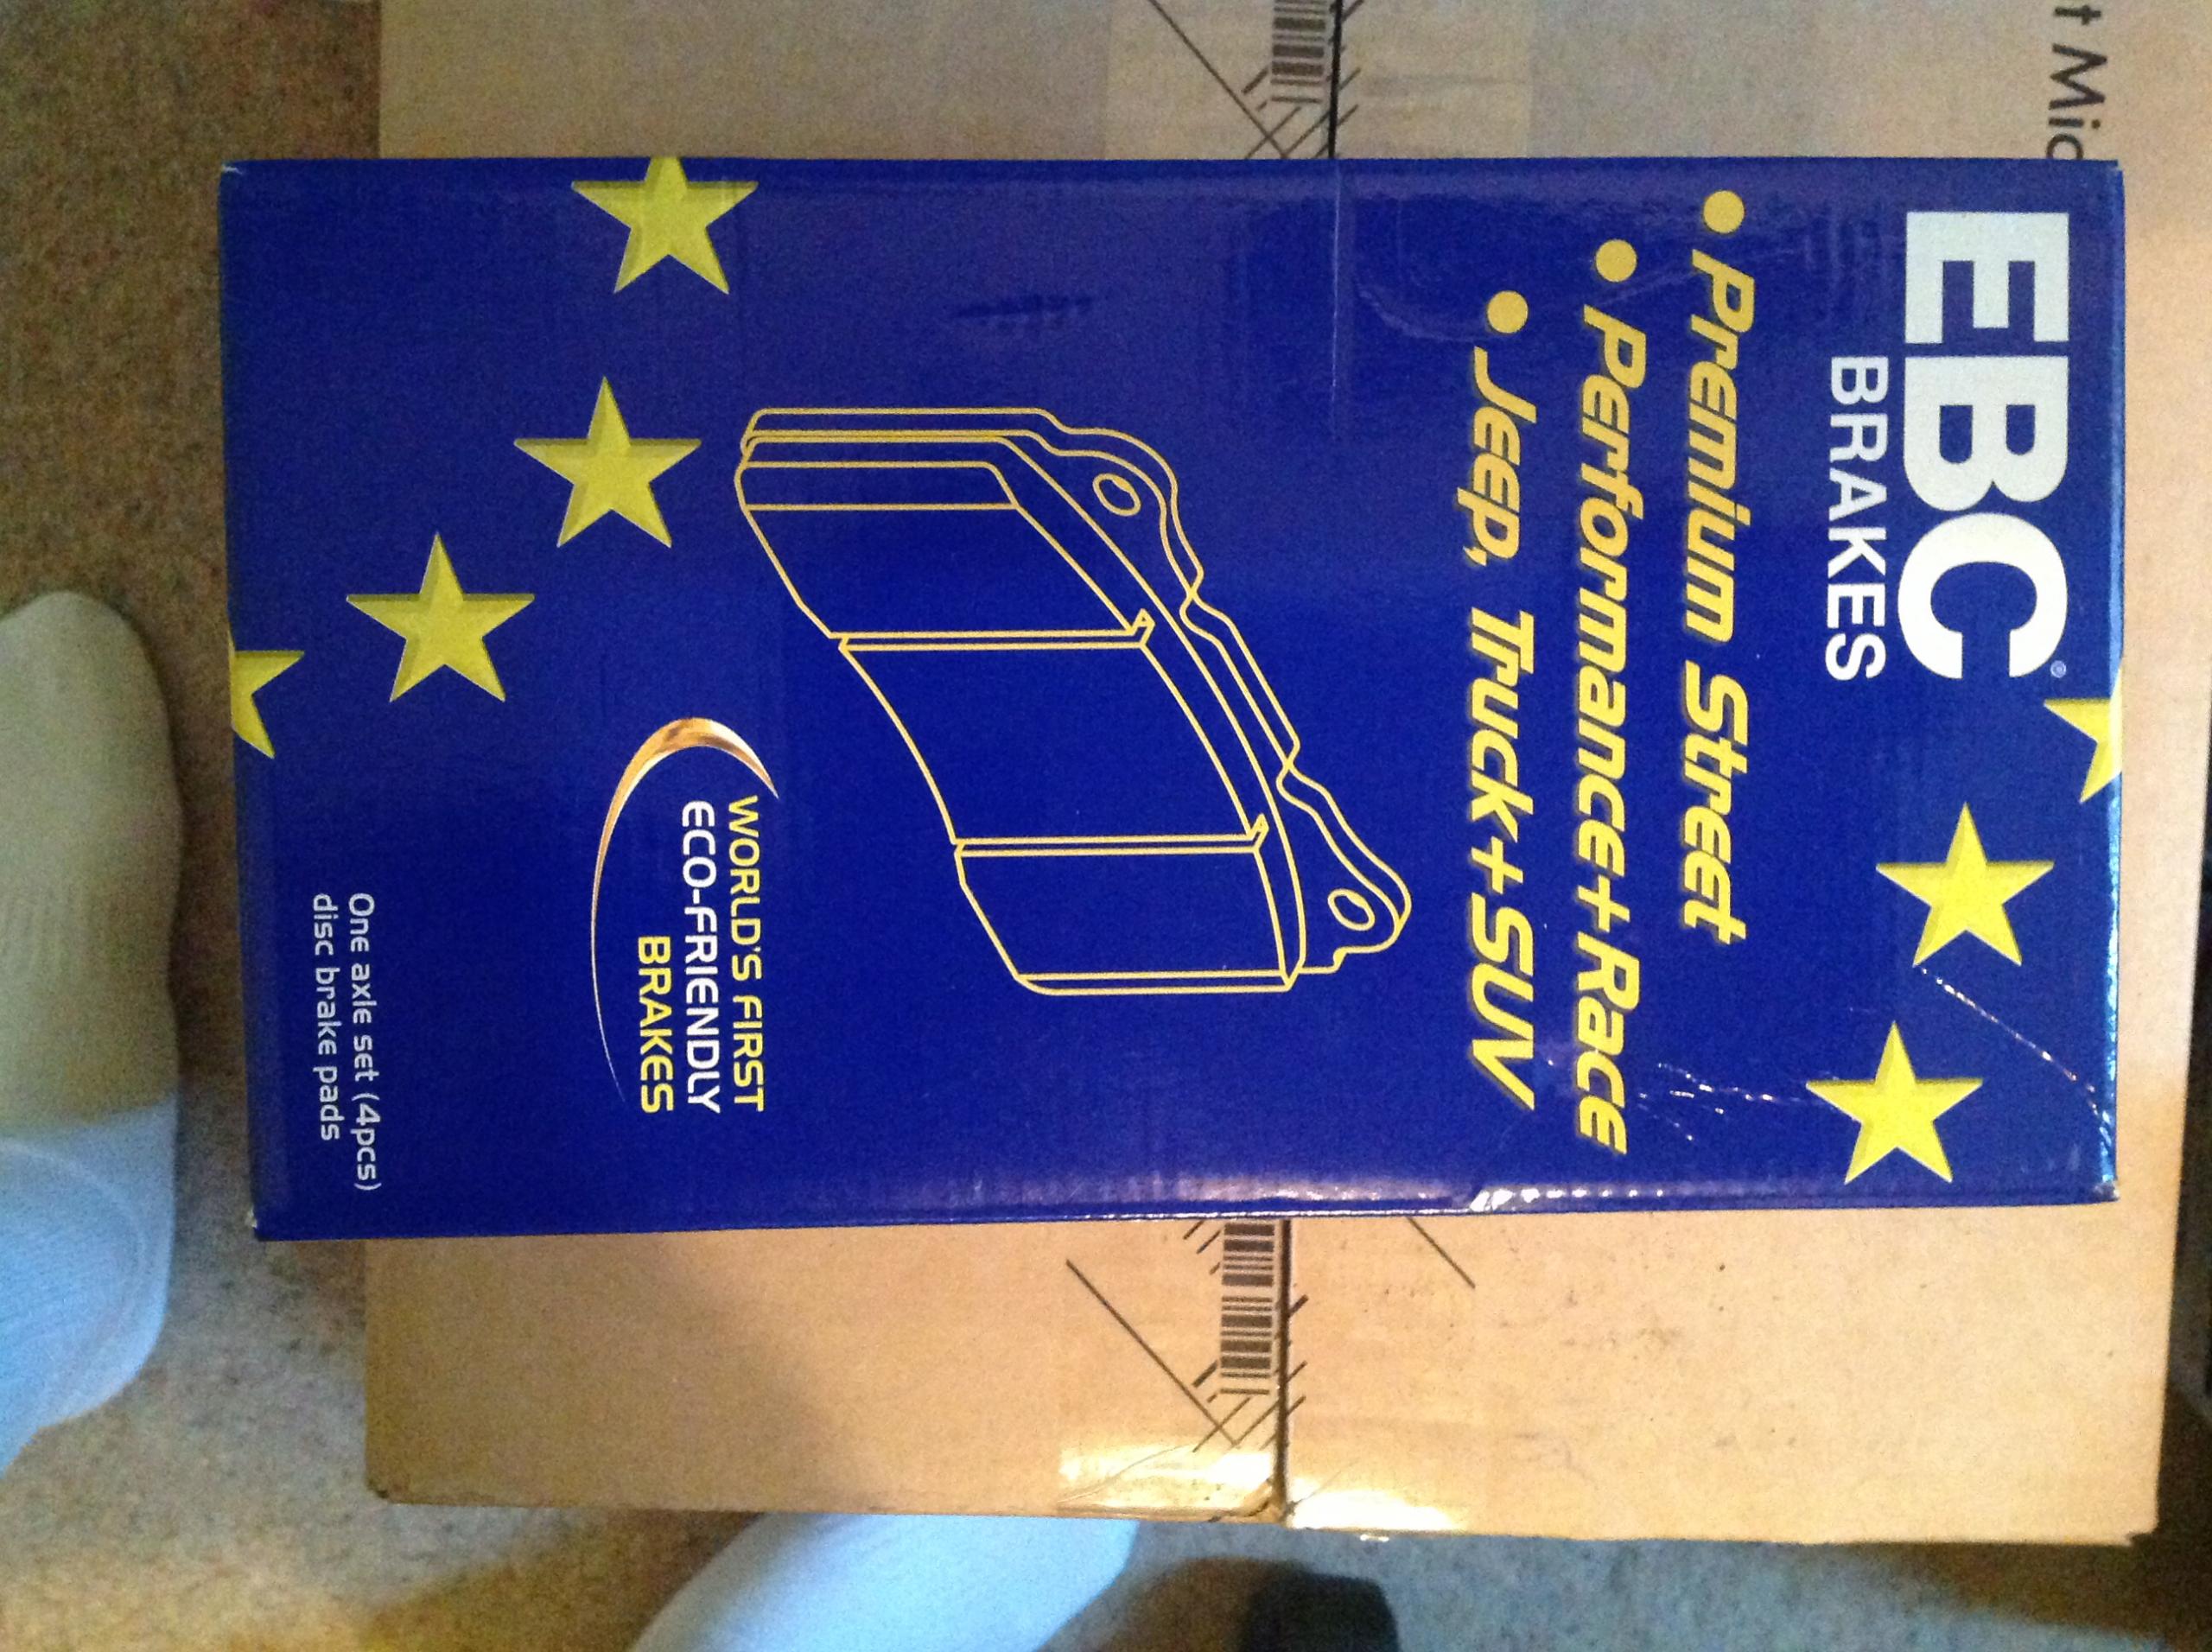 EBC®
BRAKES
• Premium Street
• Performance+Race
• Jeep, Truck+SUV
WORLD'S FIRST
ECO-FRIENDLY
BRAKES
One axle set (4pcs)
disc brake pads
t Mic